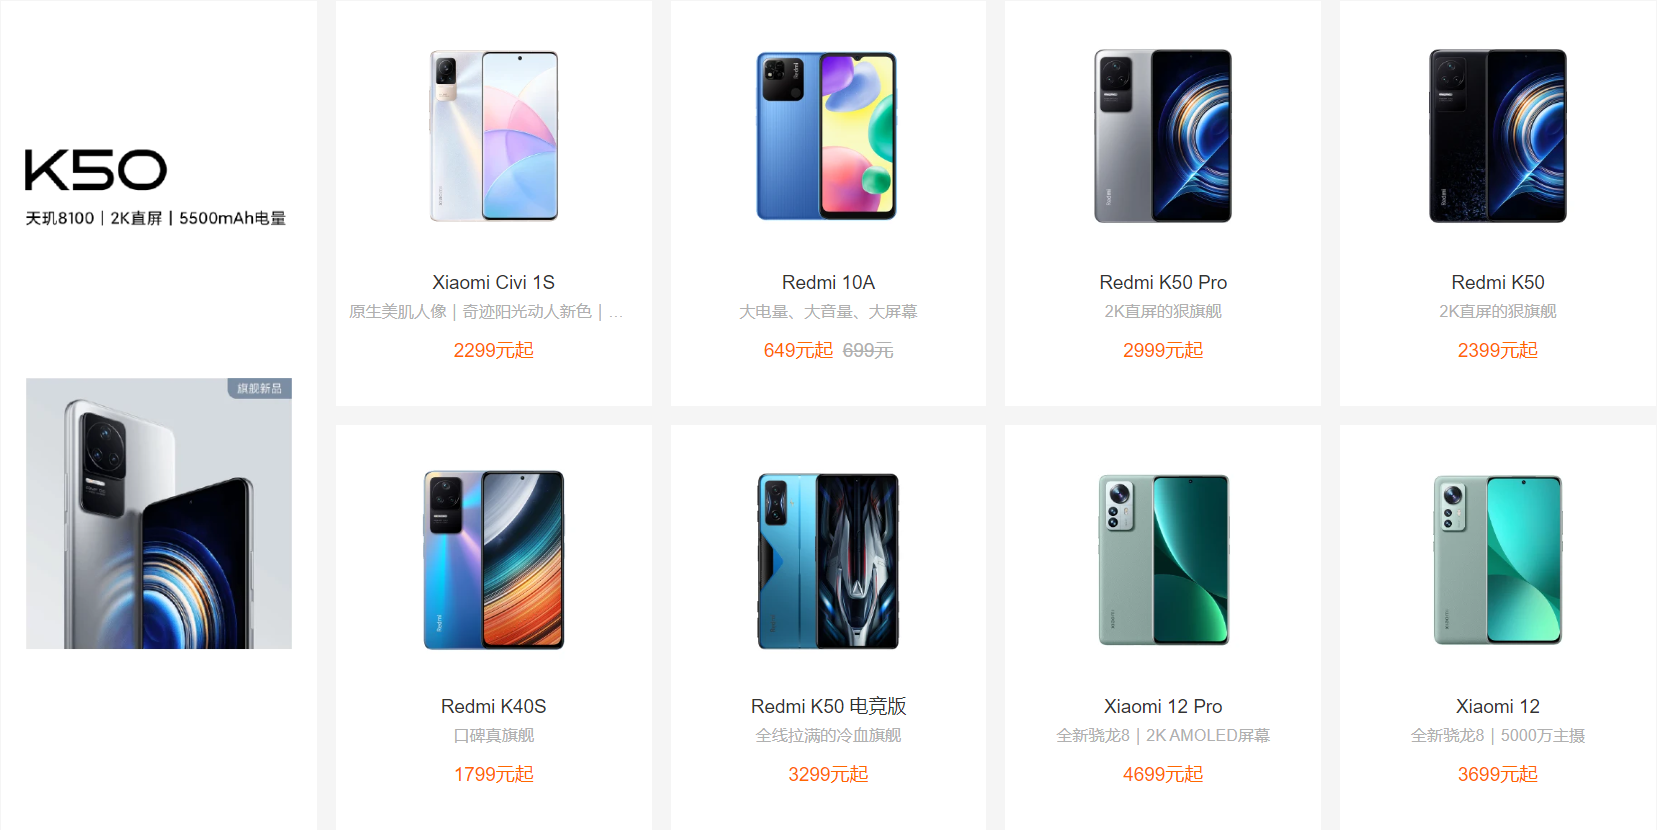 K50
天玑8100 | 2K直屏 | 5500mAh电量
旗舰新品
Xiaomi Civi 1S
原生美肌人像｜奇迹阳光动人新色｜...
2299元起
Redmi 10A
大电量、大音量、大屏幕
649元起 699元
Redmi K50 Pro
2K直屏的狠旗舰
2999元起
Redmi K50
2K直屏的狠旗舰
2399元起
Redmi K40S
口碑真旗舰
1799元起
Redmi K50 电竞版
全线拉满的冷血旗舰
3299元起
Xiaomi 12 Pro
全新骁龙8｜2K AMOLED屏幕
4699元起
Xiaomi 12
全新骁龙8｜5000万主摄
3699元起